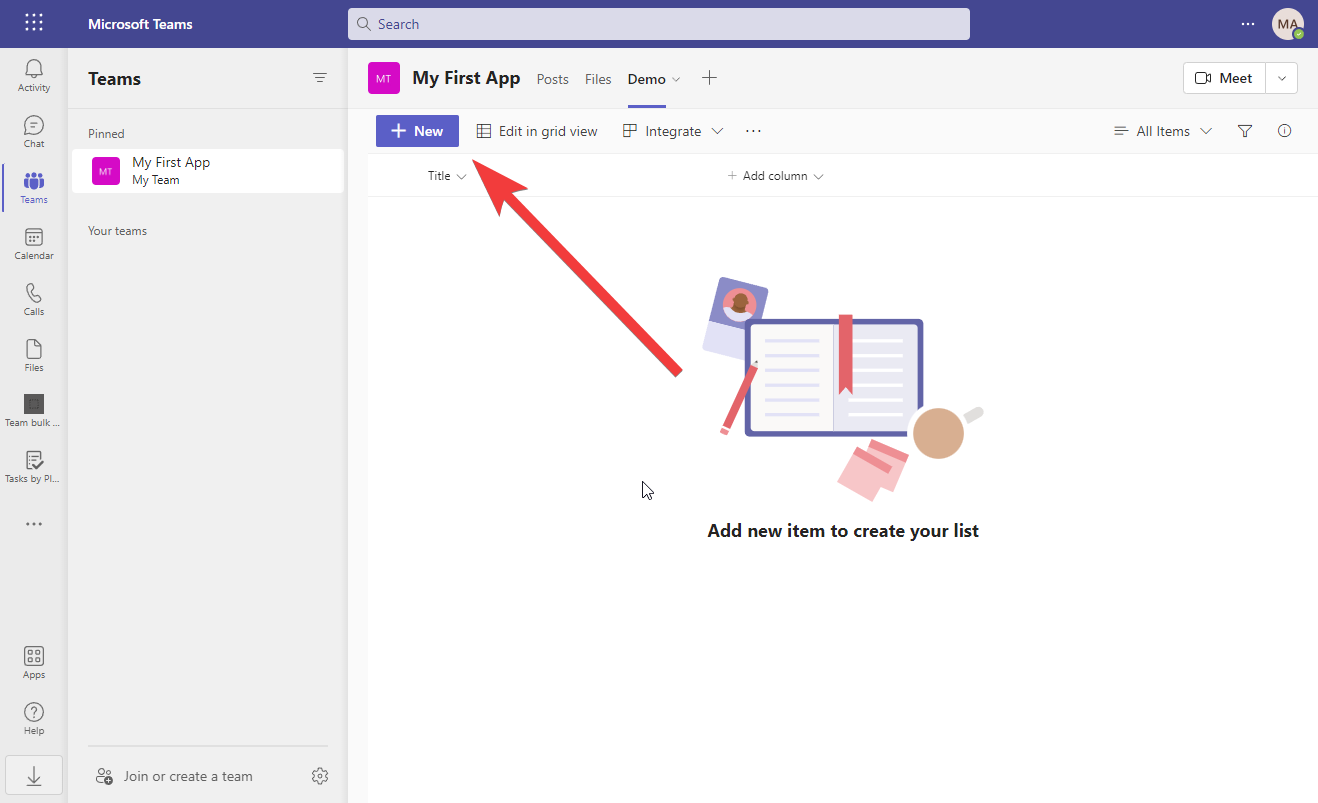 Microsoft Teams
Search
MA
Activity
Chat
Teams
Calendar
Calls
Files
Team bulk ...
Tasks by Pl...
Apps
Help
Teams
Pinned
MT
My First App
My Team
Your teams
Join or create a team
MT
My First App
Posts
Files
Demo
Meet
New
Edit in grid view
Integrate
All Items
Title
Add column
Add new item to create your list